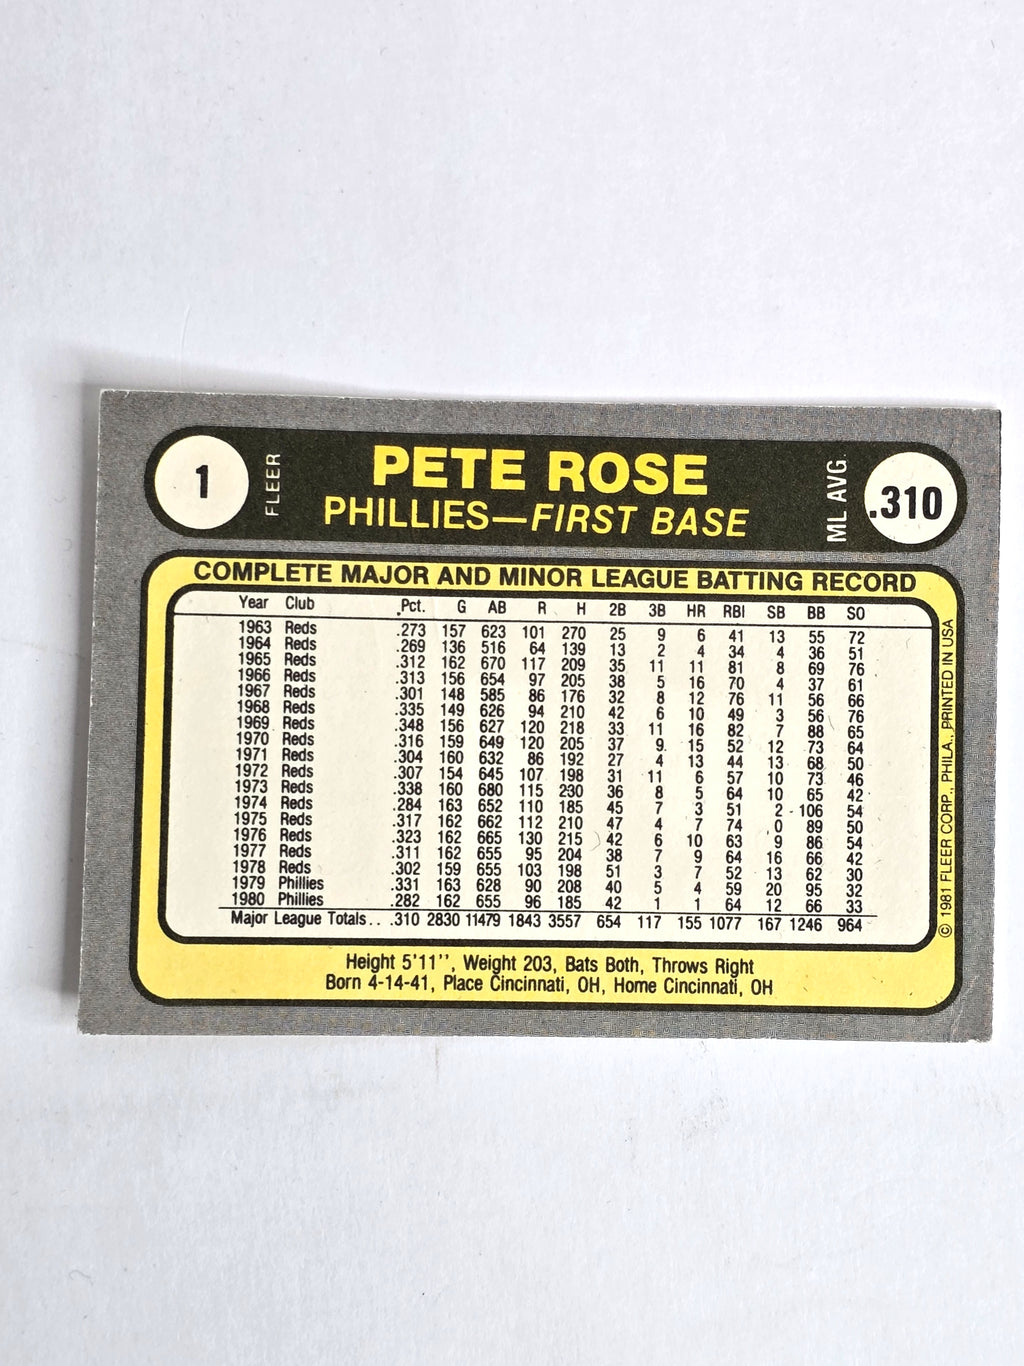 1
FLEER
PETE ROSE
PHILLIES—FIRST BASE
ML AVG.
.310
COMPLETE MAJOR AND MINOR LEAGUE BATTING RECORD
Year Club Pct. G AB R H 2B 3B HR RBI SB BB SO
1963 Reds .273 157 623 101 270 25 9 6 41 13 55 72
1964 Reds .269 136 516 64 139 13 2 4 34 4 36 51
1965 Reds .312 162 670 117 209 35 11 11 81 8 69 76
1966 Reds .313 156 654 97 205 38 5 16 70 4 37 61
1967 Reds .301 148 585 86 176 32 8 12 76 11 56 66
1968 Reds .335 149 626 94 210 42 6 10 49 3 56 76
1969 Reds .348 156 627 120 218 33 11 16 82 7 88 65
1970 Reds .316 159 649 120 205 37 9 15 52 12 73 64
1971 Reds .304 160 632 86 192 27 4 13 44 13 68 50
1972 Reds .307 154 645 107 198 31 11 6 57 10 73 46
1973 Reds .338 160 680 115 230 36 8 5 64 10 65 42
1974 Reds .284 163 652 110 185 45 7 3 51 2 106 54
1975 Reds .317 162 662 112 210 47 4 7 74 0 89 50
1976 Reds .323 162 665 130 215 42 6 10 63 9 86 54
1977 Reds .311 162 655 95 204 38 7 9 64 16 66 42
1978 Reds .302 159 655 103 198 51 3 7 52 13 62 30
1979 Phillies .331 163 628 90 208 40 5 4 59 20 95 32
1980 Phillies .282 162 655 96 185 42 1 1 64 12 66 33
Major League Totals . . .310 2830 11479 1843 3557 654 117 155 1077 167 1246 964
Height 5'11'', Weight 203, Bats Both, Throws Right
Born 4-14-41, Place Cincinnati, OH, Home Cincinnati, OH
© 1981 FLEER CORP., PHILA., PRINTED IN USA